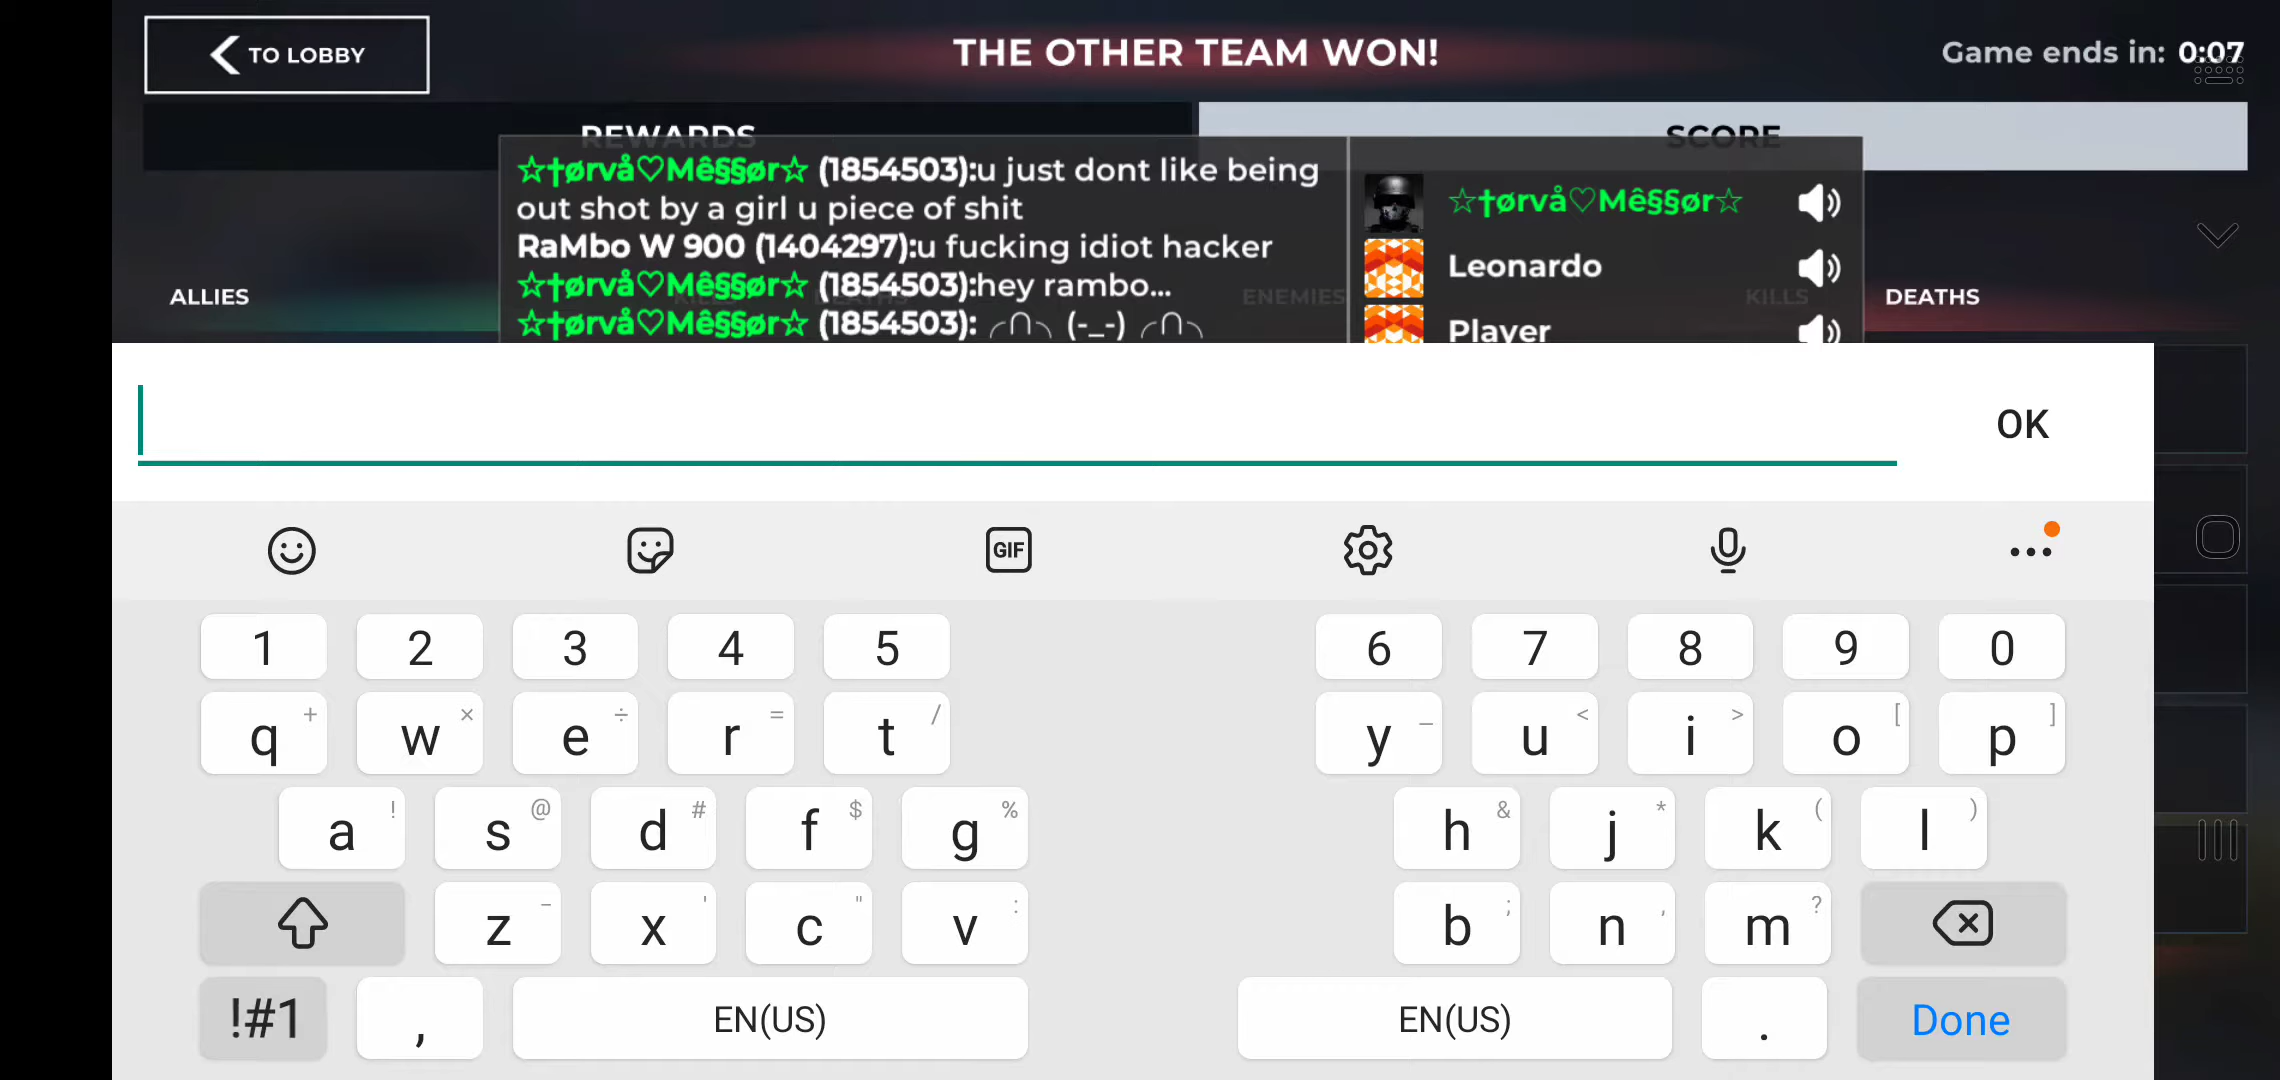 TO LOBBY
THE OTHER TEAM WON!
Game ends in: 0:07
REWARDS
SCORE
☆†ørvå♡Mê§§ør☆ (1854503):u just dont like being
out shot by a girl u piece of shit
RaMbo W 900 (1404297):u fucking idiot hacker
☆†ørvå♡Mê§§ør☆ (1854503):hey rambo...
☆†ørvå♡Mê§§ør☆ (1854503): ╭∩╮ (-_-) ╭∩╮
☆†ørvå♡Mê§§ør☆
Leonardo
Player
ALLIES
KILLS
DEATHS
ENEMIES
KILLS
DEATHS
OK
GIF
1 2 3 4 5 6 7 8 9 0
q + w × e ÷ r = t / y _ u < i > o [ p ]
a ! s @ d # f $ g % h & j * k ( l )
z - x ' c " v : b ; n , m ?
!#1 , EN(US) EN(US) . Done